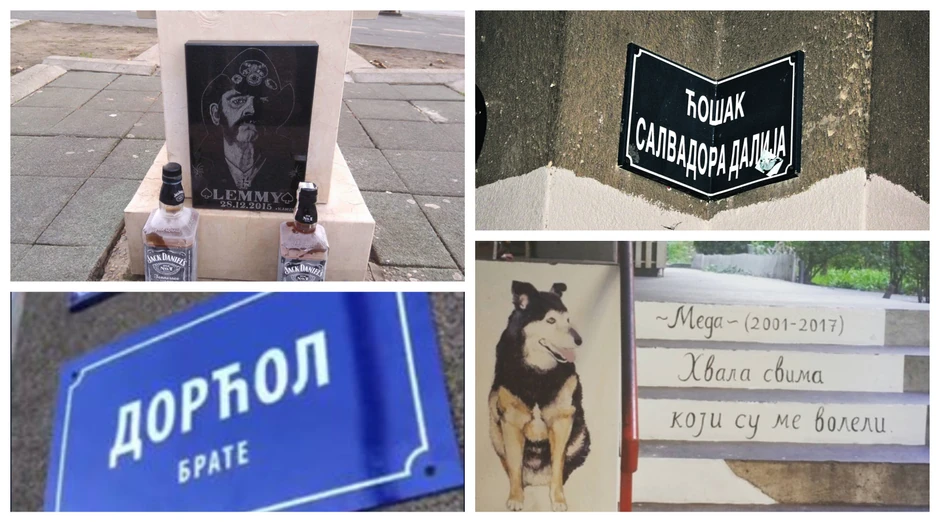 LEMMY
28.12.2015
JACK DANIEL'S
JACK DANIEL'S
ЋОШАК
САЛВАДОРА ДАЛИЈА
ДОРЋОЛ
БРАТЕ
~Меда~ (2001-2017)
Хвала свима
који су ме волели.